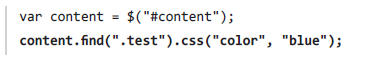 var content = $("#content");
content.find(".test").css("color", "blue");